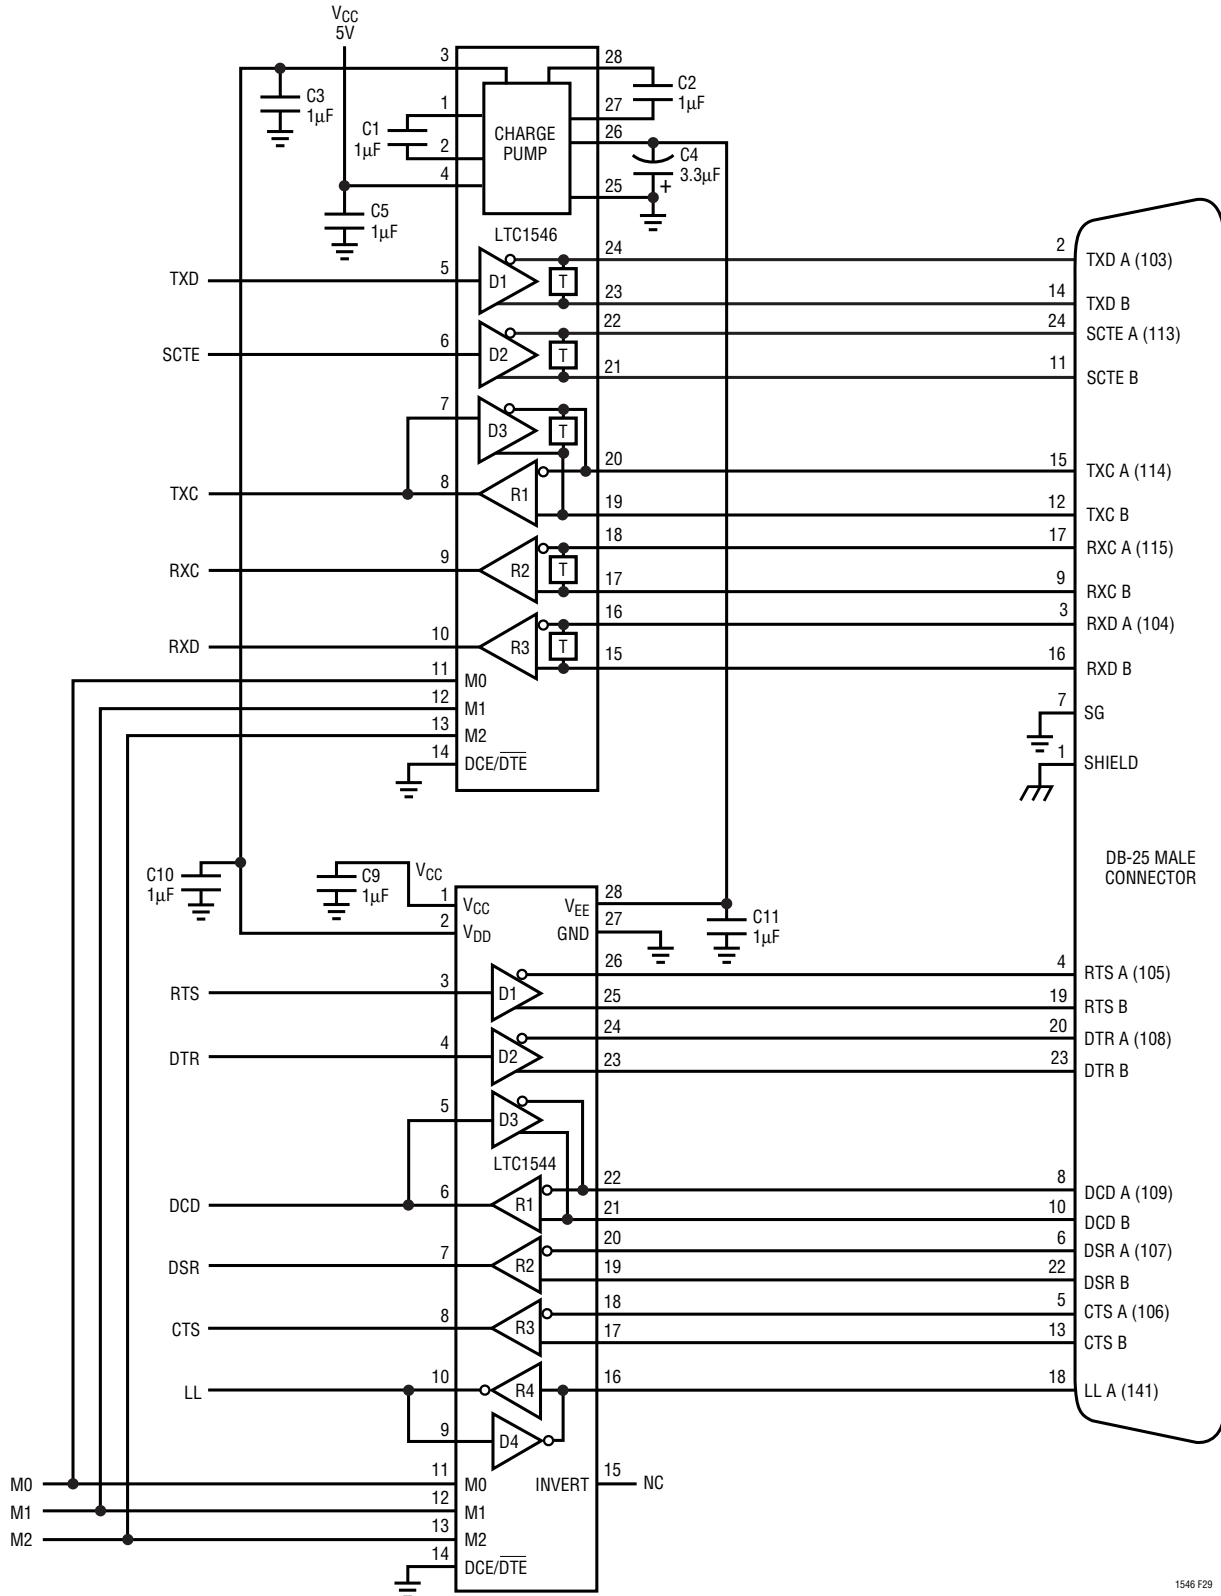 VCC
5V
3
28
C3
1µF
C2
1µF
1
27
C1
1µF
CHARGE
PUMP
26
2
C4
3.3µF
+
4
25
C5
1µF
LTC1546
TXD
5
D1
T
24
2
TXD A (103)
23
14
TXD B
SCTE
6
D2
T
22
24
SCTE A (113)
21
11
SCTE B
7
D3
T
20
15
TXC A (114)
TXC
8
R1
19
12
TXC B
18
17
RXC A (115)
RXC
9
R2
T
17
9
RXC B
16
3
RXD A (104)
RXD
10
R3
T
15
16
RXD B
11
M0
12
M1
7
SG
13
M2
14
DCE/DTE
1
SHIELD
DB-25 MALE
CONNECTOR
C10
1µF
C9
1µF
VCC
1
VCC
VEE
28
2
VDD
GND
27
C11
1µF
26
4
RTS A (105)
RTS
3
D1
25
19
RTS B
24
20
DTR A (108)
DTR
4
D2
23
23
DTR B
5
D3
LTC1544
22
8
DCD A (109)
DCD
6
R1
21
10
DCD B
20
6
DSR A (107)
DSR
7
R2
19
22
DSR B
18
5
CTS A (106)
CTS
8
R3
17
13
CTS B
LL
10
R4
16
18
LL A (141)
9
D4
M0
11
M0
INVERT
15
NC
M1
12
M1
M2
13
M2
14
DCE/DTE
1546 F29